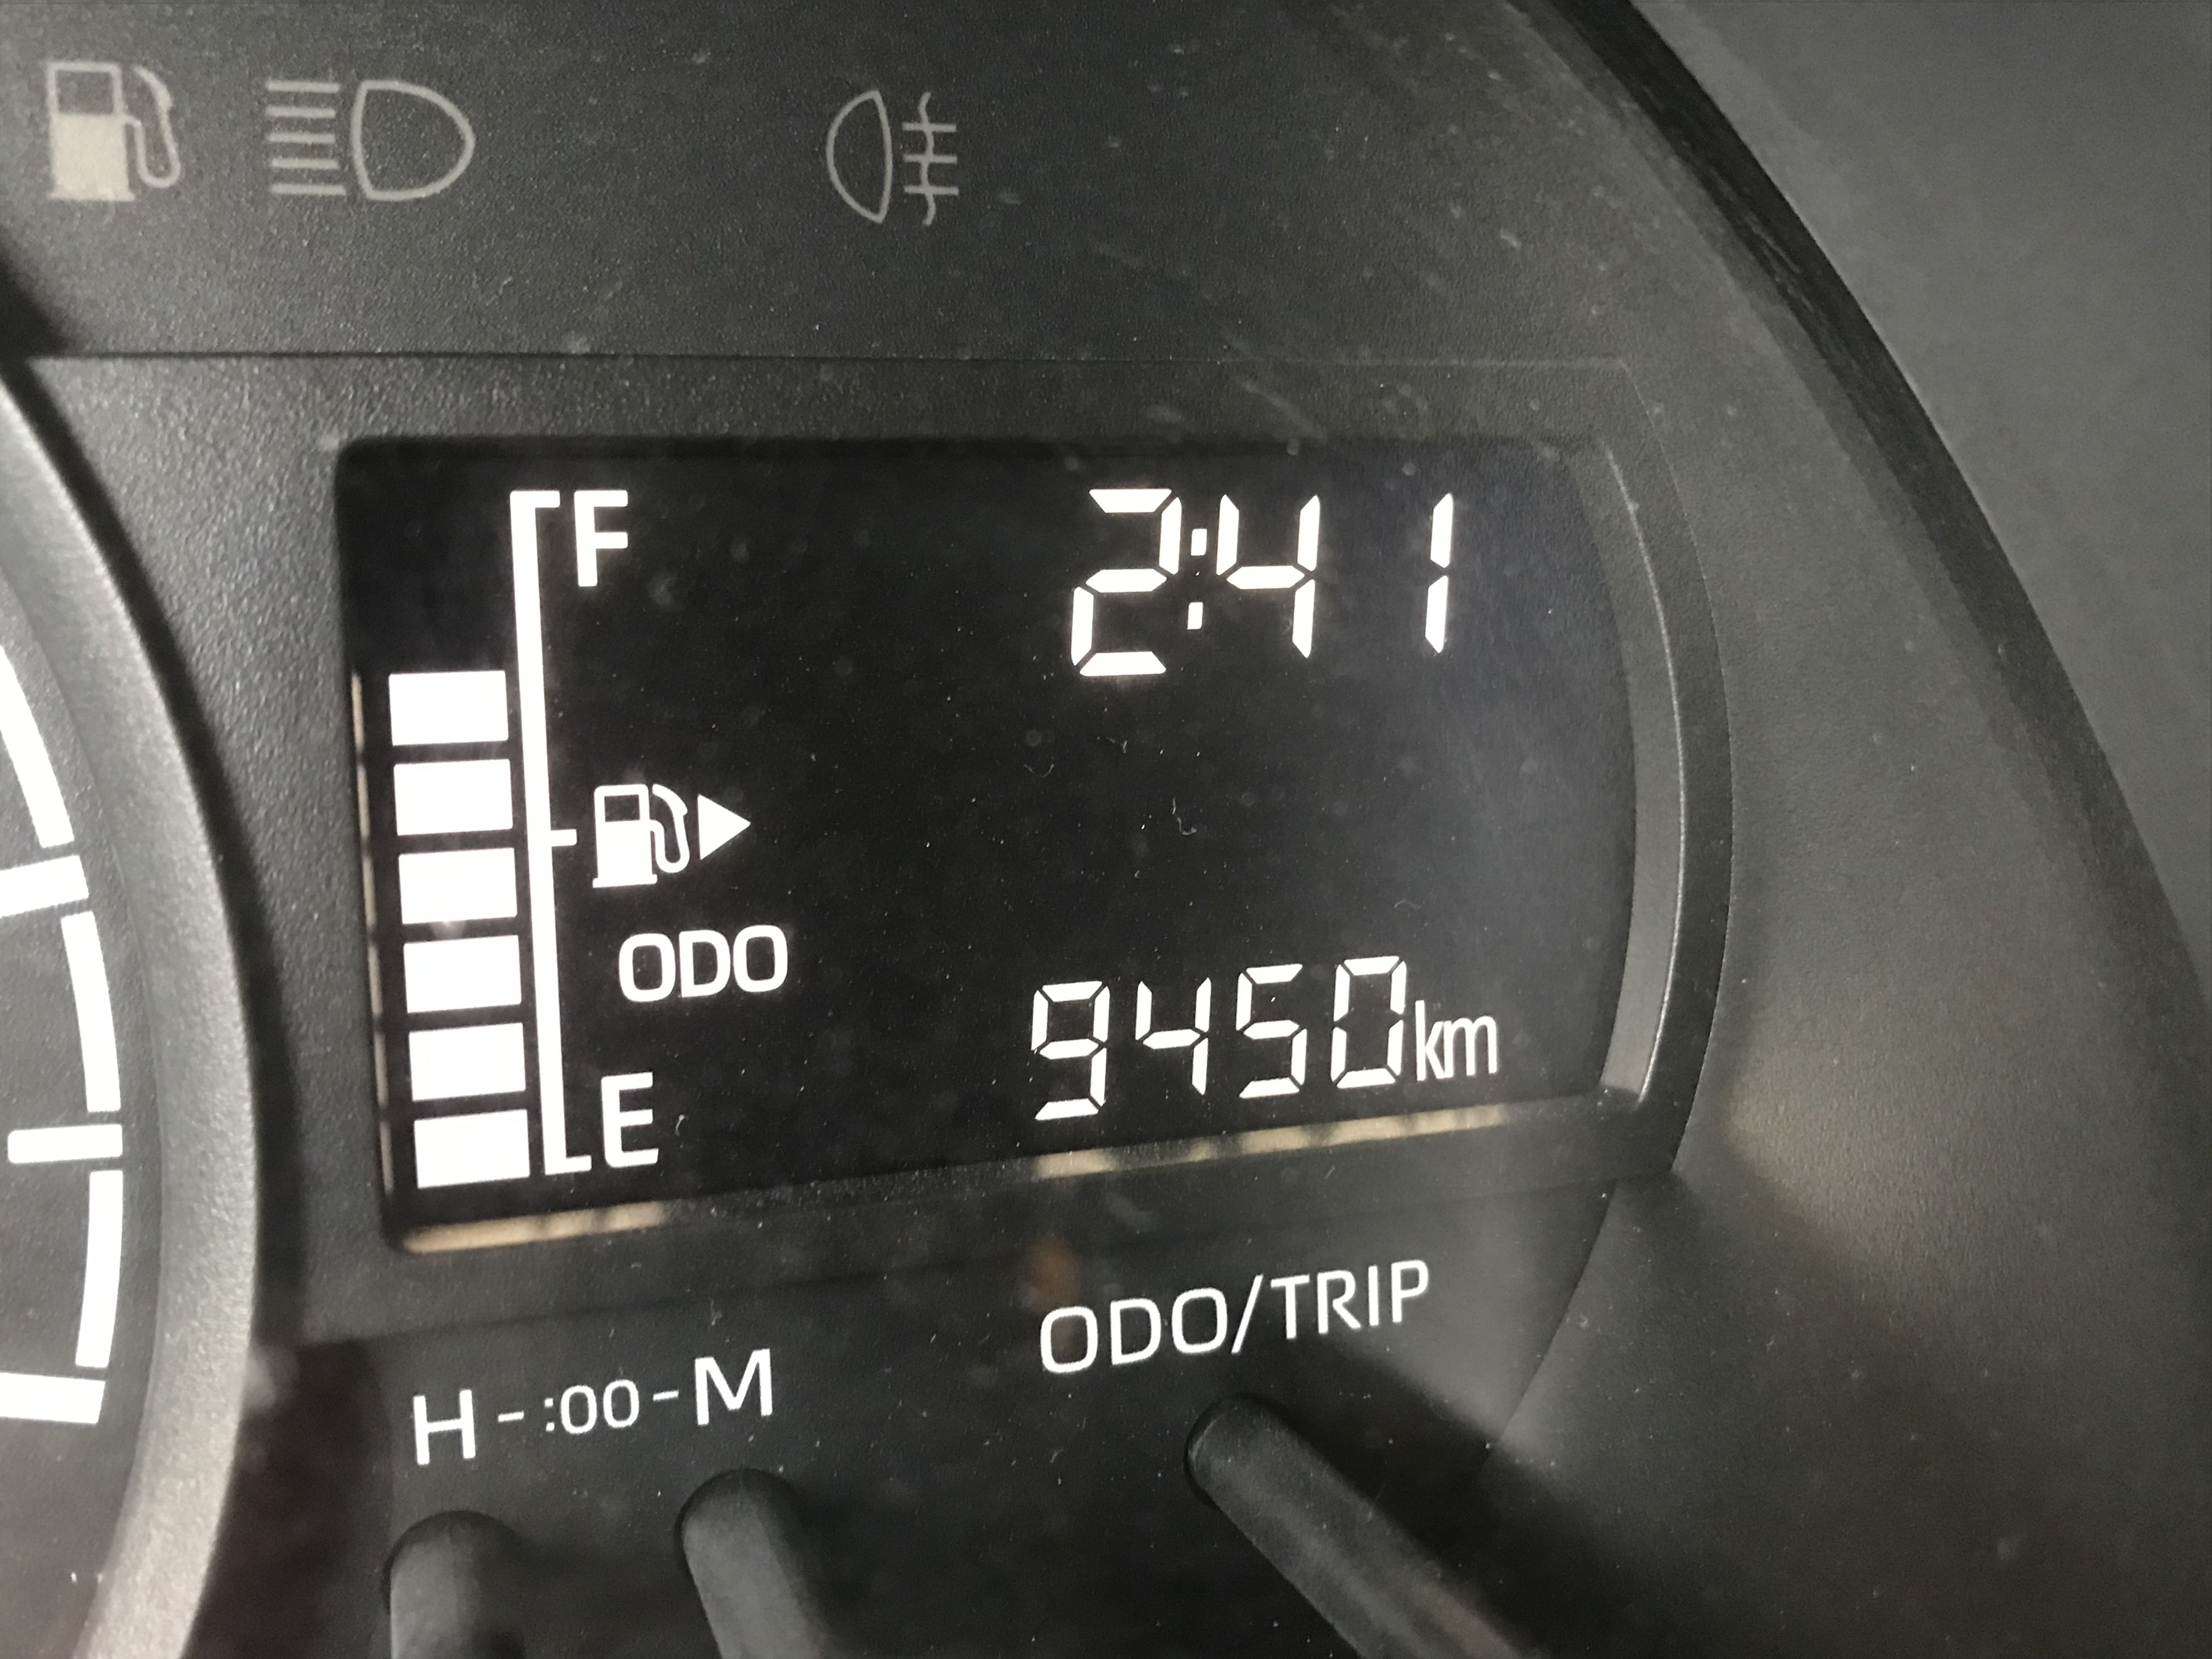 F
2:41
ODO
9450km
E
H-:00-M
ODO/TRIP